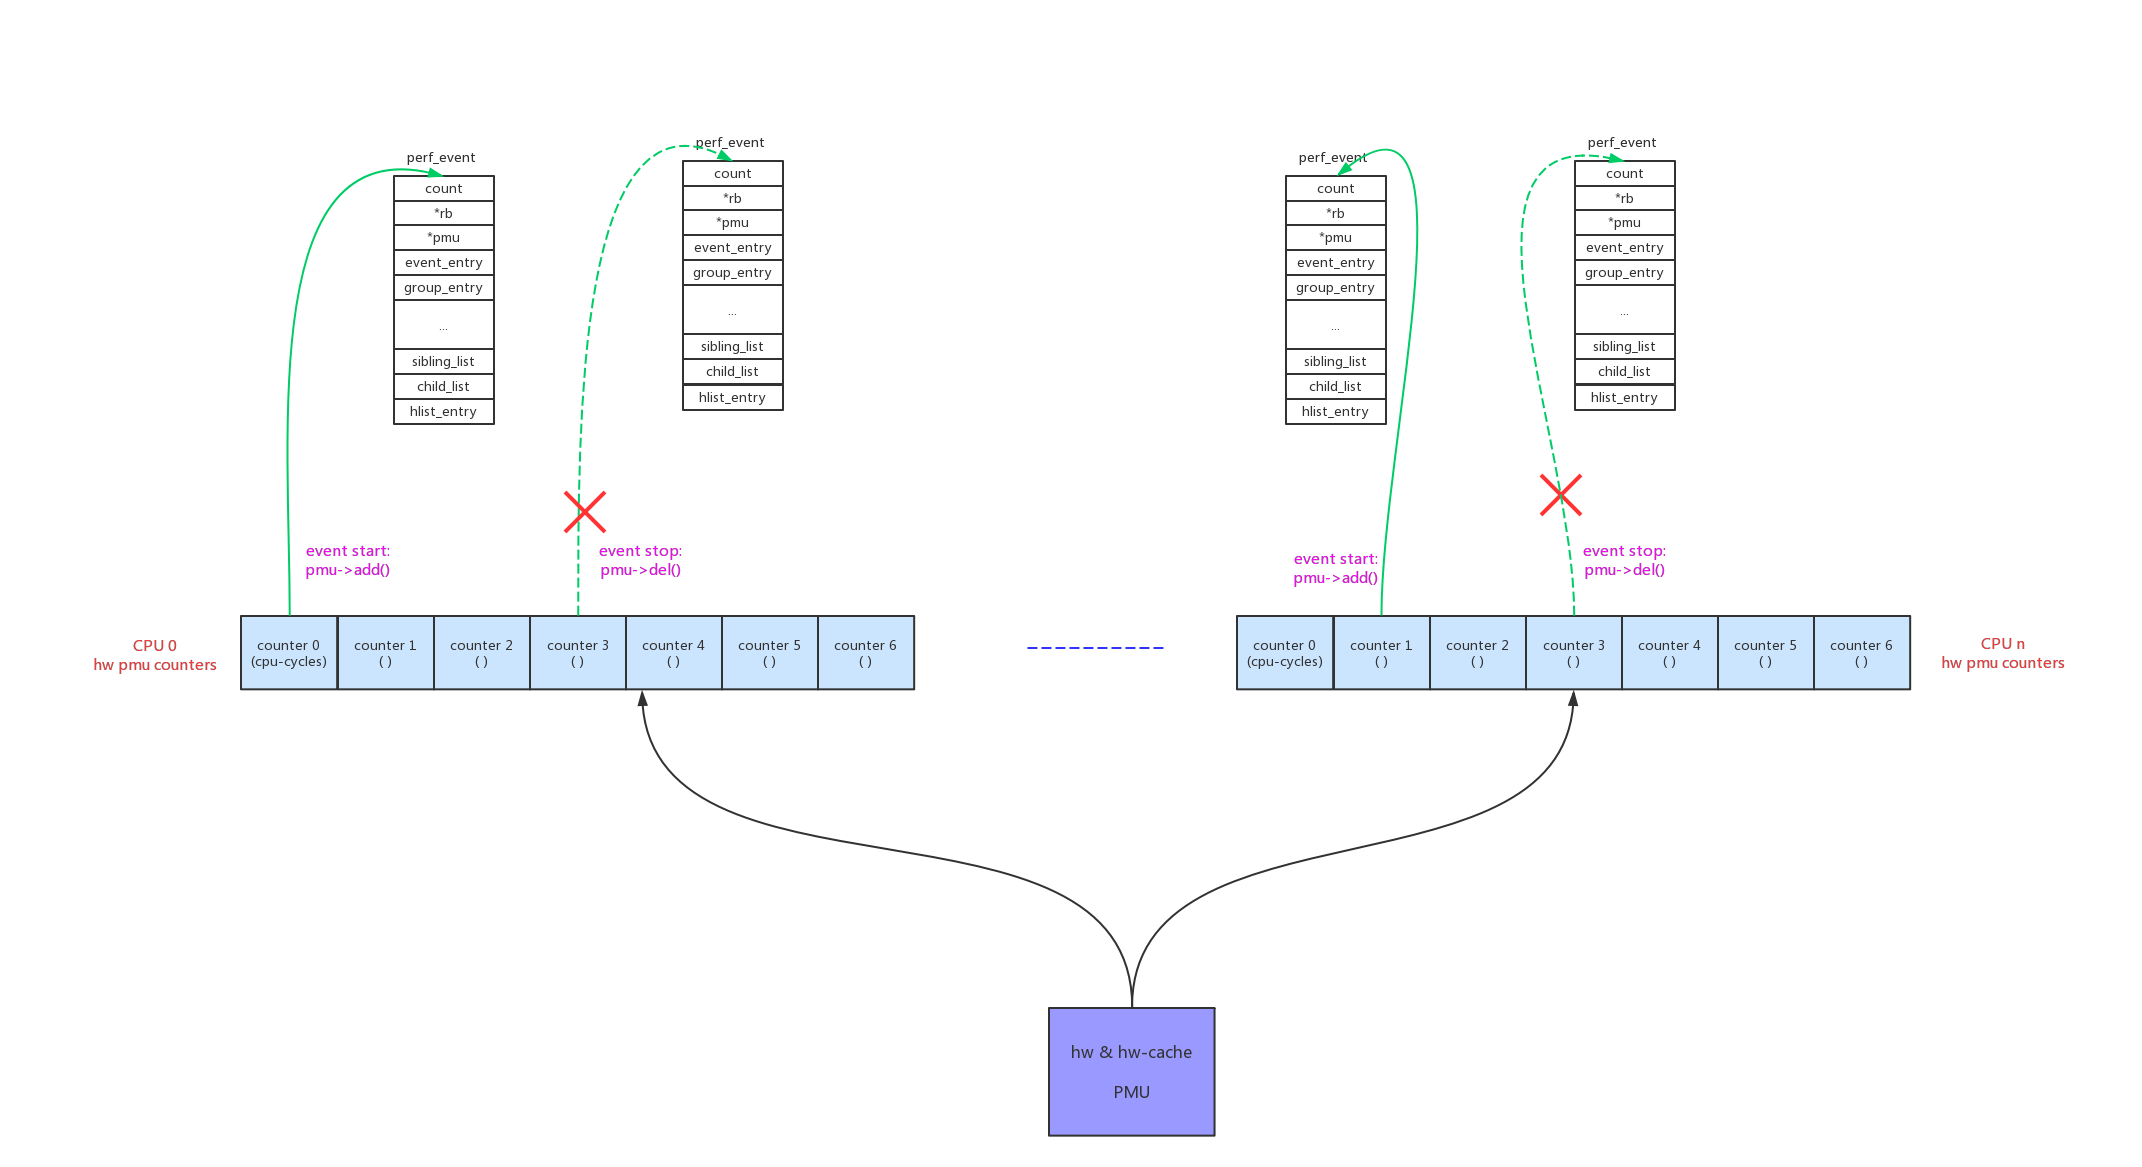 perf_event
count
*rb
*pmu
event_entry
group_entry
...
sibling_list
child_list
hlist_entry
perf_event
count
*rb
*pmu
event_entry
group_entry
...
sibling_list
child_list
hlist_entry
perf_event
count
*rb
*pmu
event_entry
group_entry
...
sibling_list
child_list
hlist_entry
perf_event
count
*rb
*pmu
event_entry
group_entry
...
sibling_list
child_list
hlist_entry
event start:
pmu->add()
event stop:
pmu->del()
event start:
pmu->add()
event stop:
pmu->del()
CPU 0
hw pmu counters
counter 0
(cpu-cycles)
counter 1
( )
counter 2
( )
counter 3
( )
counter 4
( )
counter 5
( )
counter 6
( )
counter 0
(cpu-cycles)
counter 1
( )
counter 2
( )
counter 3
( )
counter 4
( )
counter 5
( )
counter 6
( )
CPU n
hw pmu counters
hw & hw-cache
PMU